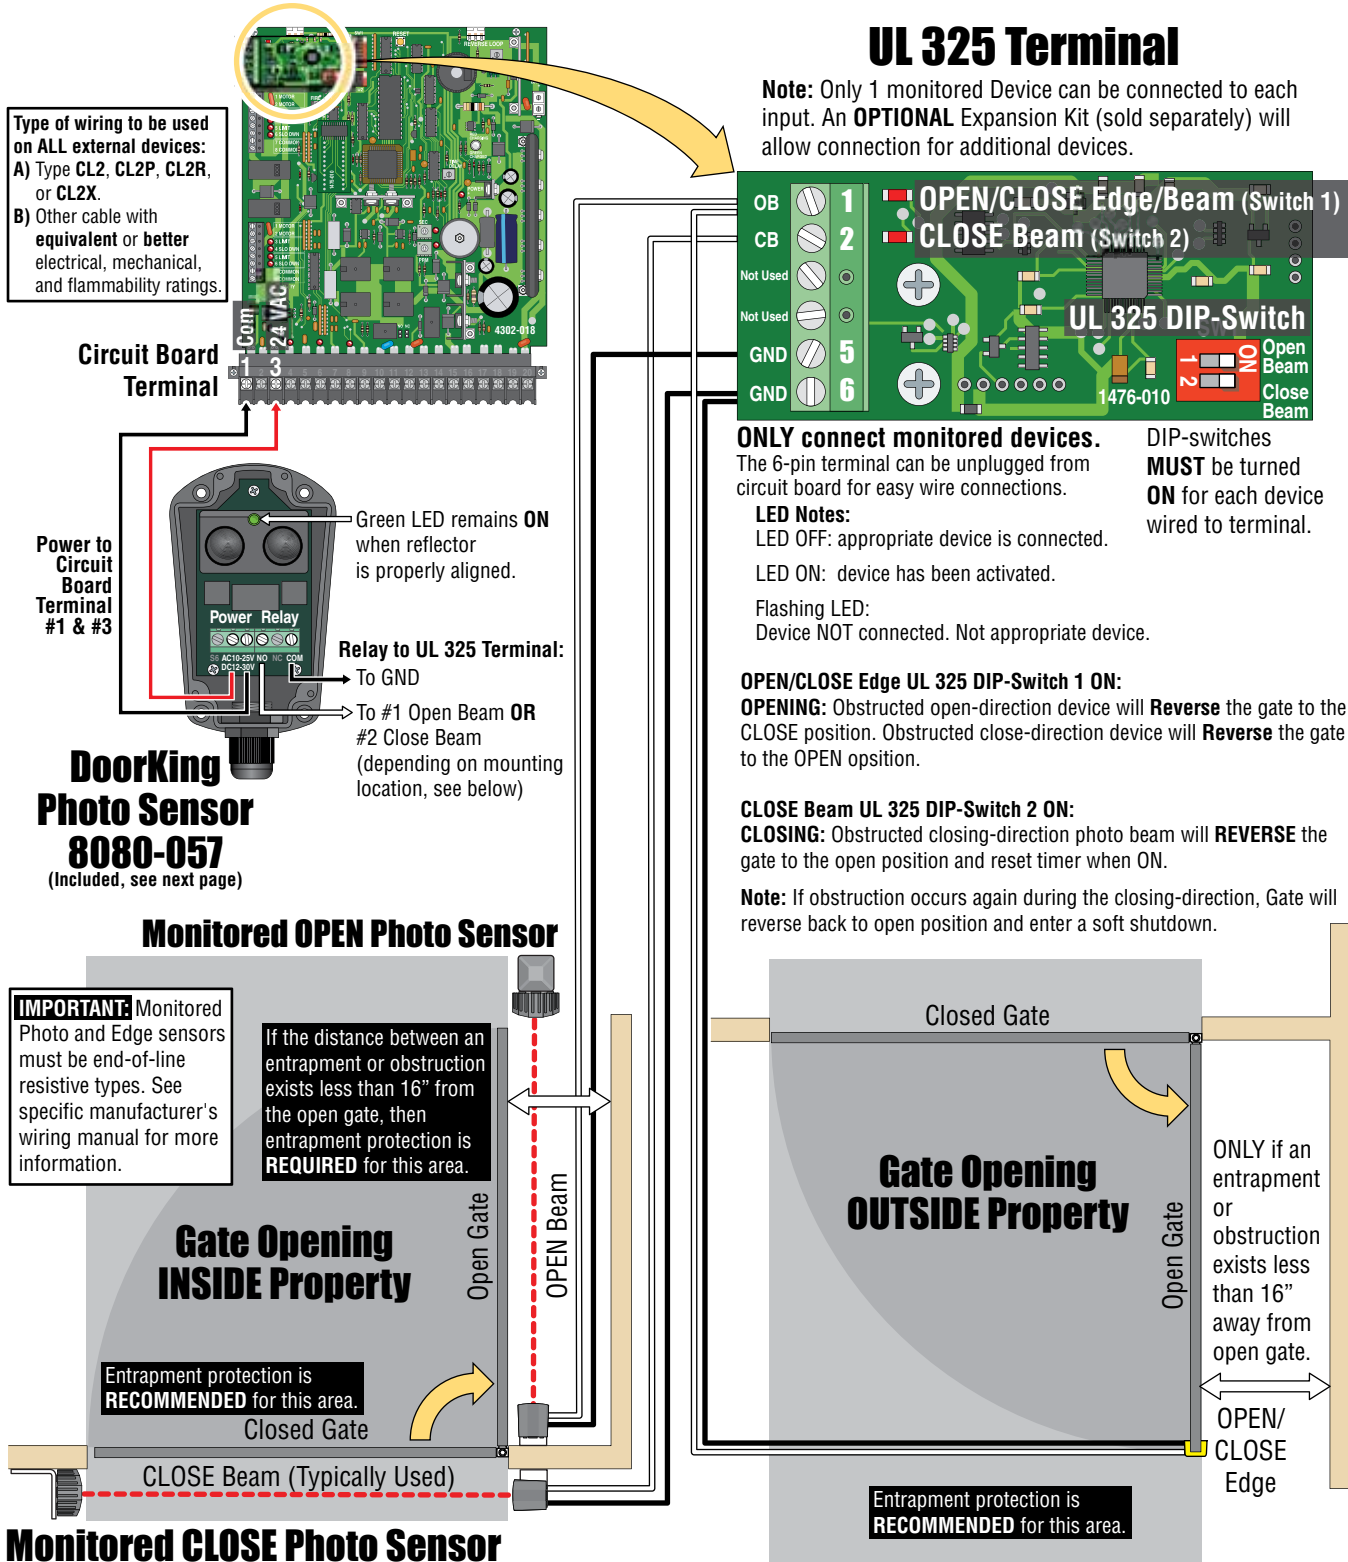 UL 325 Terminal
Note: Only 1 monitored Device can be connected to each
input. An OPTIONAL Expansion Kit (sold separately) will
allow connection for additional devices.
Type of wiring to be used
on ALL external devices:
A) Type CL2, CL2P, CL2R,
or CL2X.
B) Other cable with
equivalent or better
electrical, mechanical,
and flammability ratings.
RESET
REVERSE LOOP
POWER
4302-018
Com
24 VAC
1
3
Circuit Board
Terminal
OB
1
OPEN/CLOSE Edge/Beam (Switch 1)
CB
2
CLOSE Beam (Switch 2)
Not Used
Not Used
UL 325 DIP-Switch
GND
5
GND
6
1476-010
1
2
ON
Open
Beam
Close
Beam
ONLY connect monitored devices.
The 6-pin terminal can be unplugged from
circuit board for easy wire connections.
DIP-switches
MUST be turned
ON for each device
wired to terminal.
LED Notes:
LED OFF: appropriate device is connected.
LED ON: device has been activated.
Flashing LED:
Device NOT connected. Not appropriate device.
Green LED remains ON
when reflector
is properly aligned.
Power to
Circuit
Board
Terminal
#1 & #3
Power Relay
S6 AC10-25V NO NC COM
DC12-30V
Relay to UL 325 Terminal:
To GND
To #1 Open Beam OR
#2 Close Beam
(depending on mounting
location, see below)
DoorKing
Photo Sensor
8080-057
(Included, see next page)
OPEN/CLOSE Edge UL 325 DIP-Switch 1 ON:
OPENING: Obstructed open-direction device will Reverse the gate to the
CLOSE position. Obstructed close-direction device will Reverse the gate
to the OPEN opsition.
CLOSE Beam UL 325 DIP-Switch 2 ON:
CLOSING: Obstructed closing-direction photo beam will REVERSE the
gate to the open position and reset timer when ON.
Note: If obstruction occurs again during the closing-direction, Gate will
reverse back to open position and enter a soft shutdown.
Monitored OPEN Photo Sensor
IMPORTANT: Monitored
Photo and Edge sensors
must be end-of-line
resistive types. See
specific manufacturer's
wiring manual for more
information.
If the distance between an
entrapment or obstruction
exists less than 16” from
the open gate, then
entrapment protection is
REQUIRED for this area.
Gate Opening
INSIDE Property
Open Gate
OPEN Beam
Entrapment protection is
RECOMMENDED for this area.
Closed Gate
CLOSE Beam (Typically Used)
Monitored CLOSE Photo Sensor
Closed Gate
Gate Opening
OUTSIDE Property
Open Gate
ONLY if an
entrapment
or
obstruction
exists less
than 16”
away from
open gate.
OPEN/
CLOSE
Edge
Entrapment protection is
RECOMMENDED for this area.